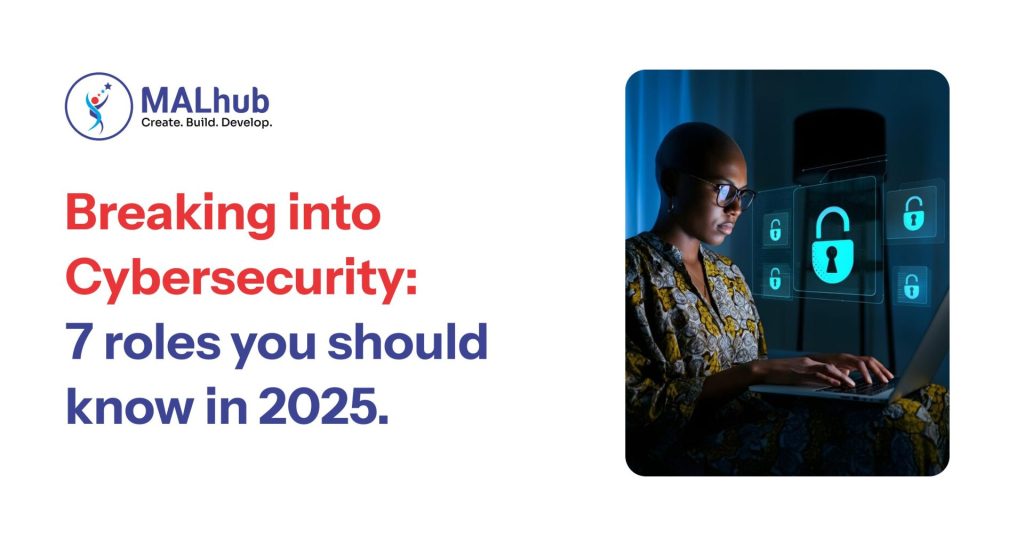 MALhub
Create. Build. Develop.
Breaking into
Cybersecurity:
7 roles you should
know in 2025.